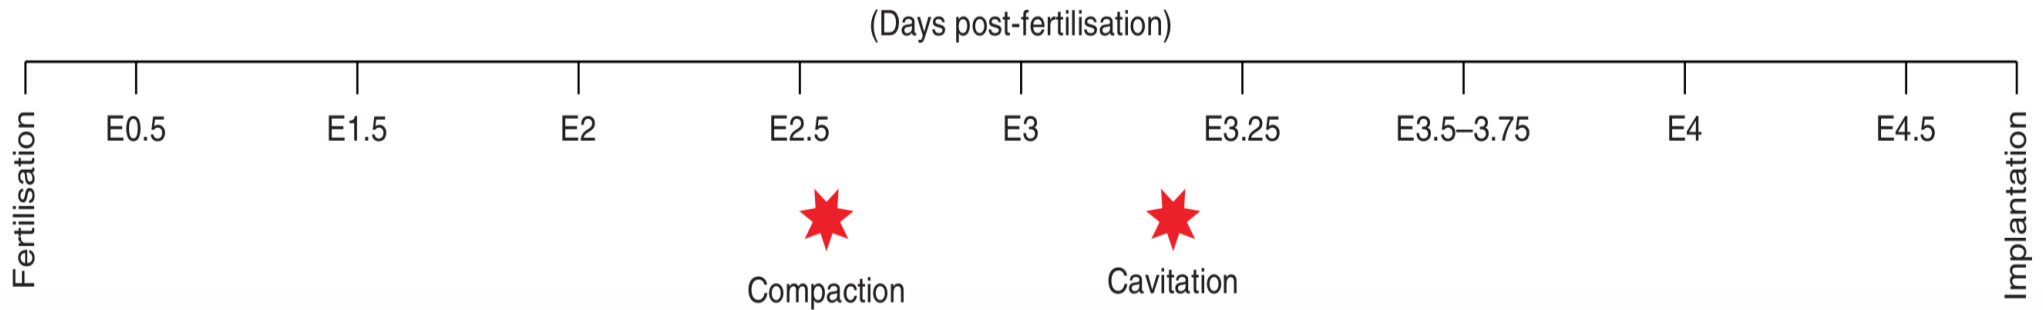 (Days post-fertilisation)
Fertilisation
E0.5
E1.5
E2
E2.5
E3
E3.25
E3.5–3.75
E4
E4.5
Implantation
Compaction
Cavitation